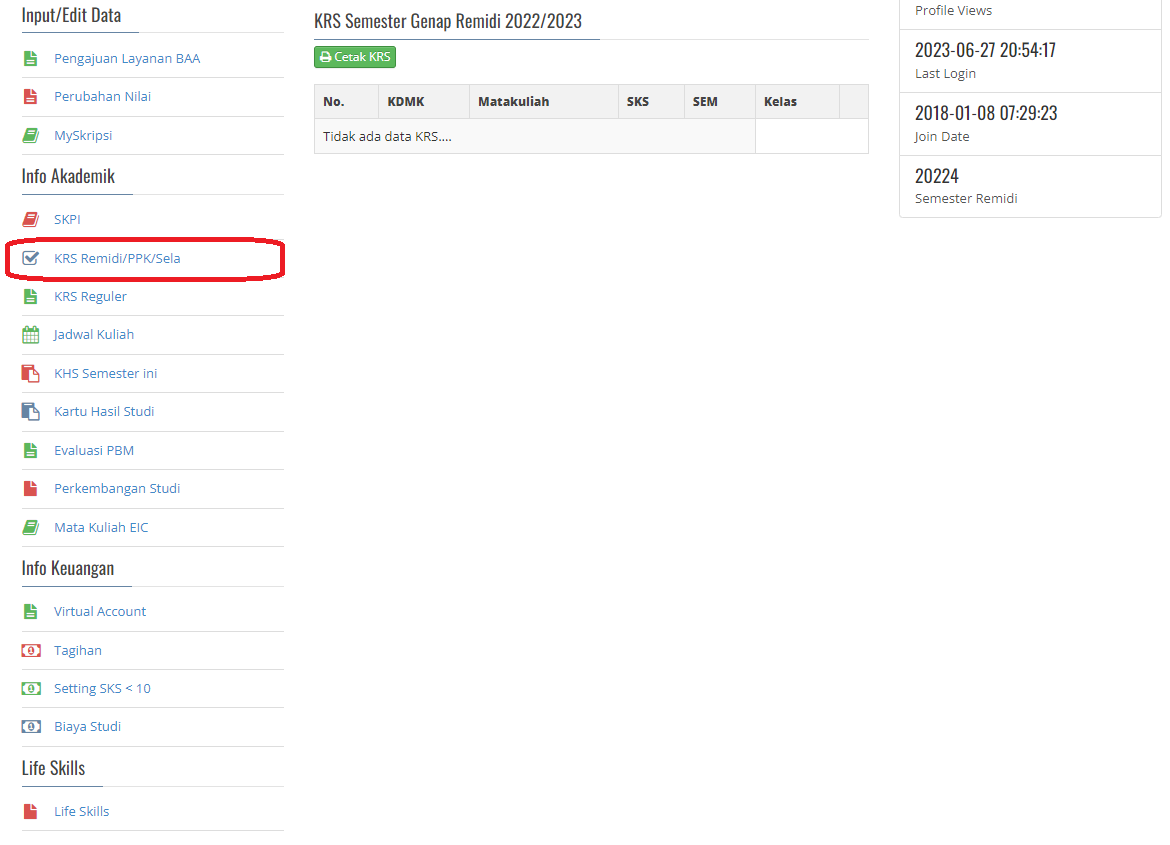 Input/Edit Data
Pengajuan Layanan BAA
Perubahan Nilai
MySkripsi
Info Akademik
SKPI
KRS Remidi/PPK/Sela
KRS Reguler
Jadwal Kuliah
KHS Semester ini
Kartu Hasil Studi
Evaluasi PBM
Perkembangan Studi
Mata Kuliah EIC
Info Keuangan
Virtual Account
Tagihan
Setting SKS < 10
Biaya Studi
Life Skills
Life Skills
KRS Semester Genap Remidi 2022/2023
Cetak KRS
No. KDMK Matakuliah SKS SEM Kelas
Tidak ada data KRS....
Profile Views
2023-06-27 20:54:17
Last Login
2018-01-08 07:29:23
Join Date
20224
Semester Remidi